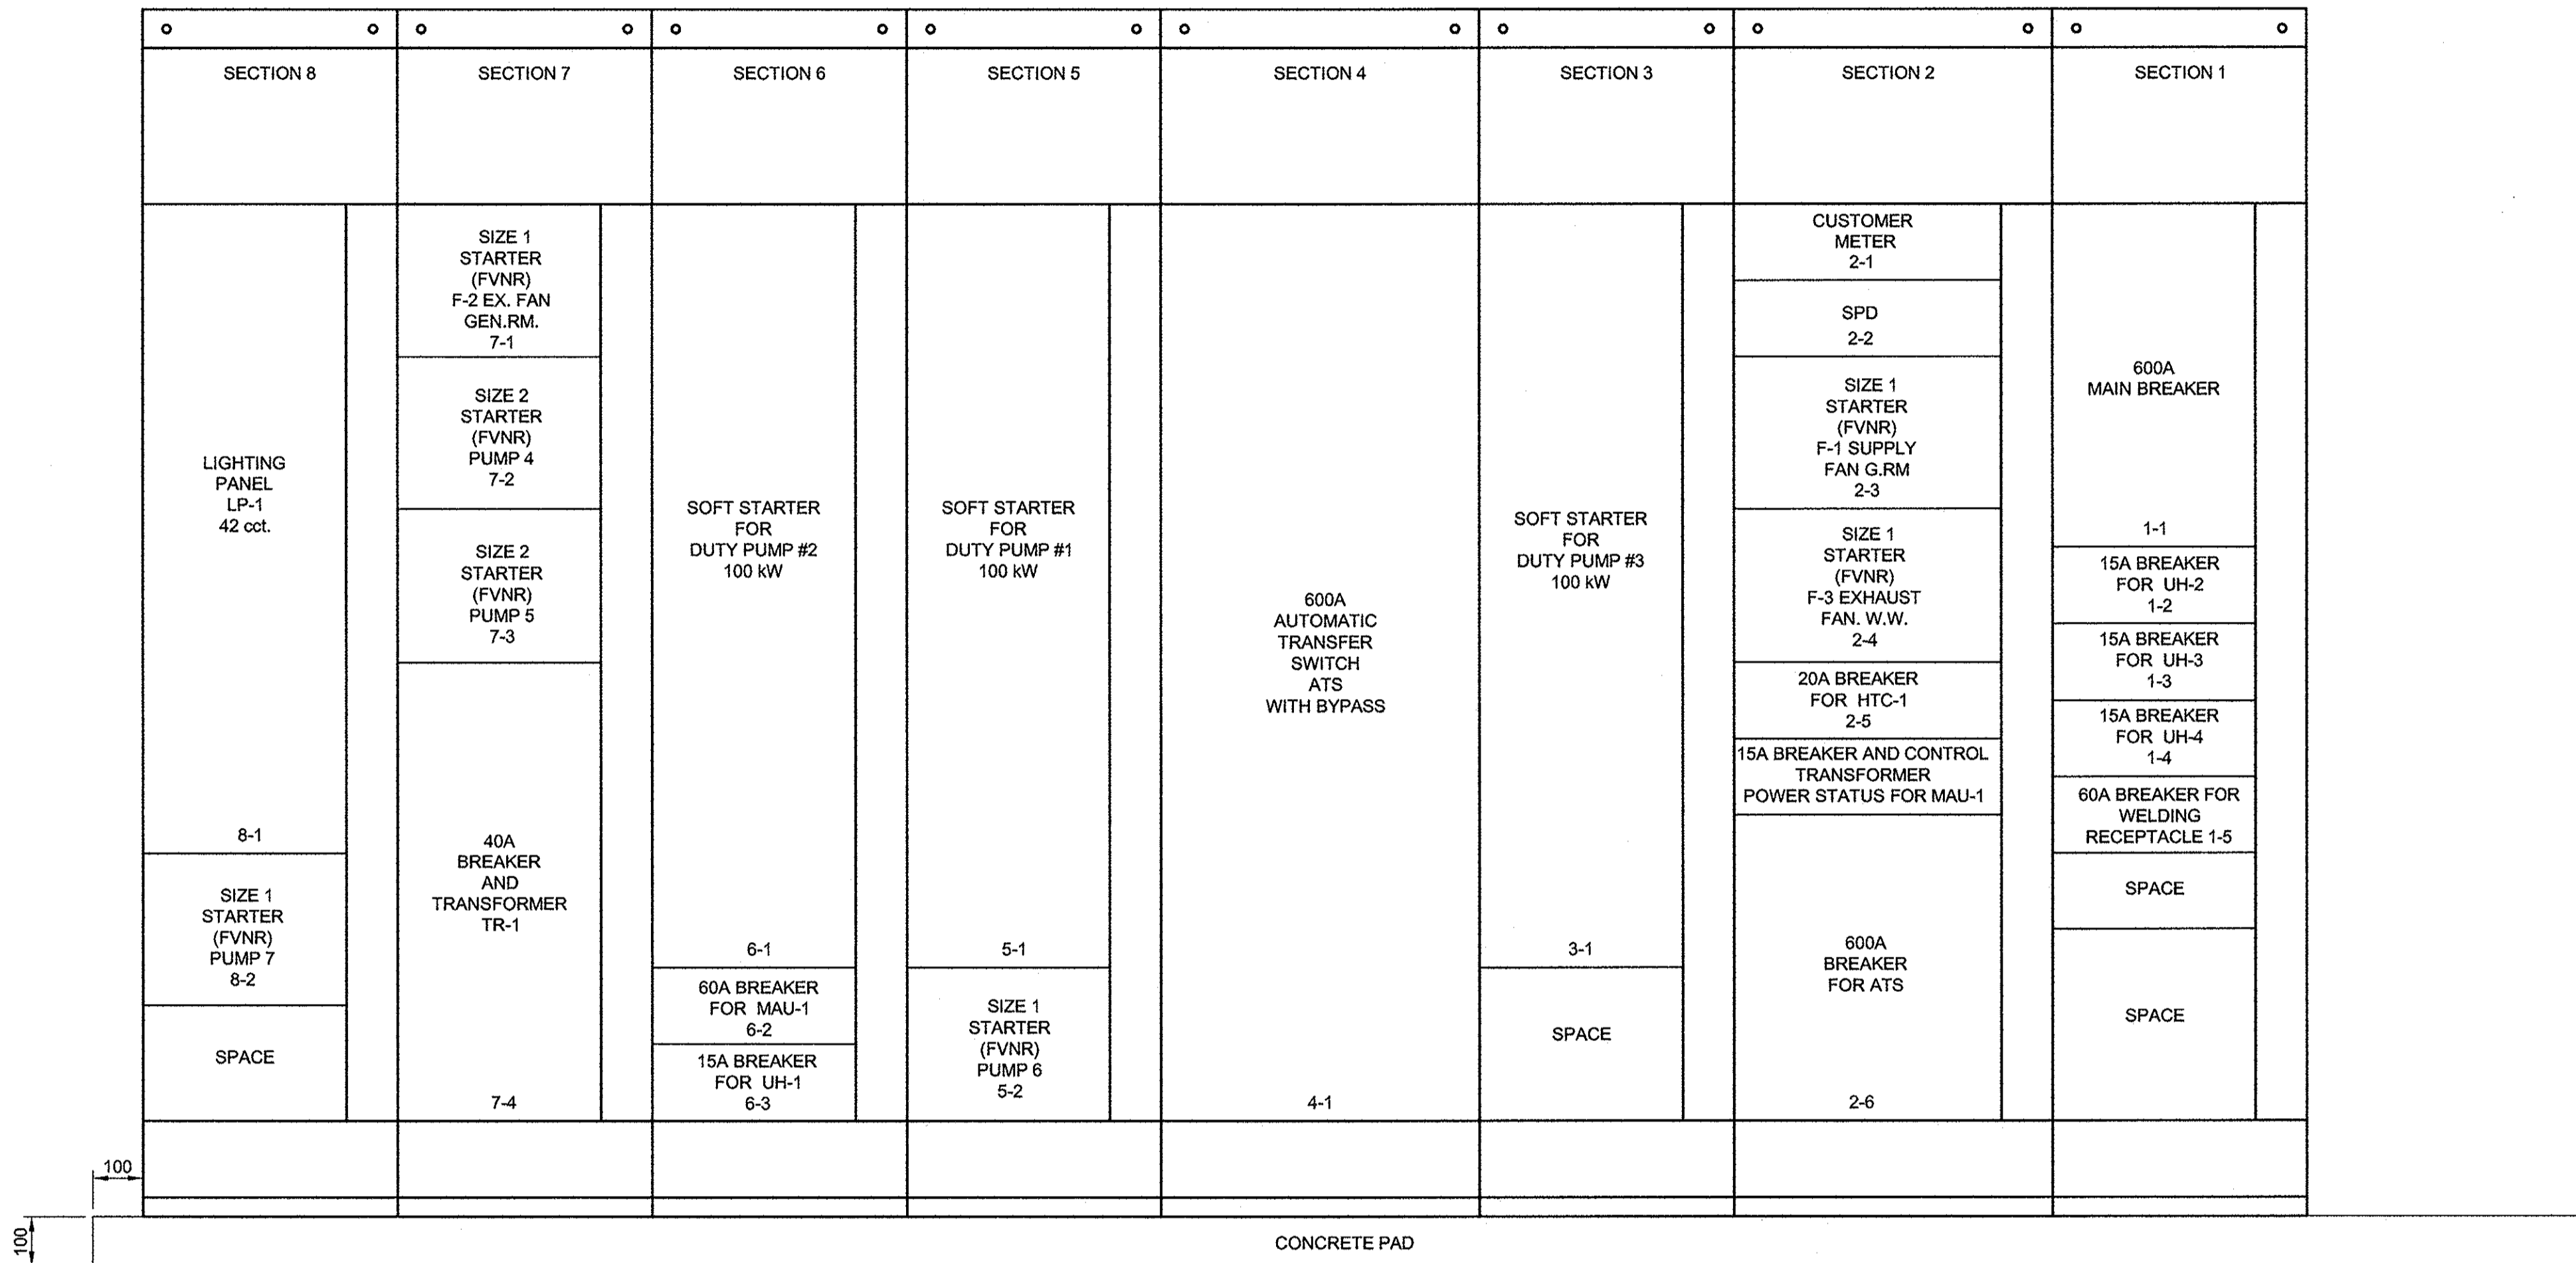 SECTION 8
SECTION 7
SECTION 6
SECTION 5
SECTION 4
SECTION 3
SECTION 2
SECTION 1
LIGHTING
PANEL
LP-1
42 cct.
8-1
SIZE 1
STARTER
(FVNR)
PUMP 7
8-2
SPACE
SIZE 1
STARTER
(FVNR)
F-2 EX. FAN
GEN.RM.
7-1
SIZE 2
STARTER
(FVNR)
PUMP 4
7-2
SIZE 2
STARTER
(FVNR)
PUMP 5
7-3
40A
BREAKER
AND
TRANSFORMER
TR-1
7-4
SOFT STARTER
FOR
DUTY PUMP #2
100 kW
6-1
60A BREAKER
FOR MAU-1
6-2
15A BREAKER
FOR UH-1
6-3
SOFT STARTER
FOR
DUTY PUMP #1
100 kW
5-1
SIZE 1
STARTER
(FVNR)
PUMP 6
5-2
600A
AUTOMATIC
TRANSFER
SWITCH
ATS
WITH BYPASS
4-1
SOFT STARTER
FOR
DUTY PUMP #3
100 kW
3-1
SPACE
CUSTOMER
METER
2-1
SPD
2-2
SIZE 1
STARTER
(FVNR)
F-1 SUPPLY
FAN G.RM
2-3
SIZE 1
STARTER
(FVNR)
F-3 EXHAUST
FAN. W.W.
2-4
20A BREAKER
FOR HTC-1
2-5
15A BREAKER AND CONTROL
TRANSFORMER
POWER STATUS FOR MAU-1
600A
BREAKER
FOR ATS
2-6
600A
MAIN BREAKER
1-1
15A BREAKER
FOR UH-2
1-2
15A BREAKER
FOR UH-3
1-3
15A BREAKER
FOR UH-4
1-4
60A BREAKER FOR
WELDING
RECEPTACLE 1-5
SPACE
SPACE
100
100
CONCRETE PAD